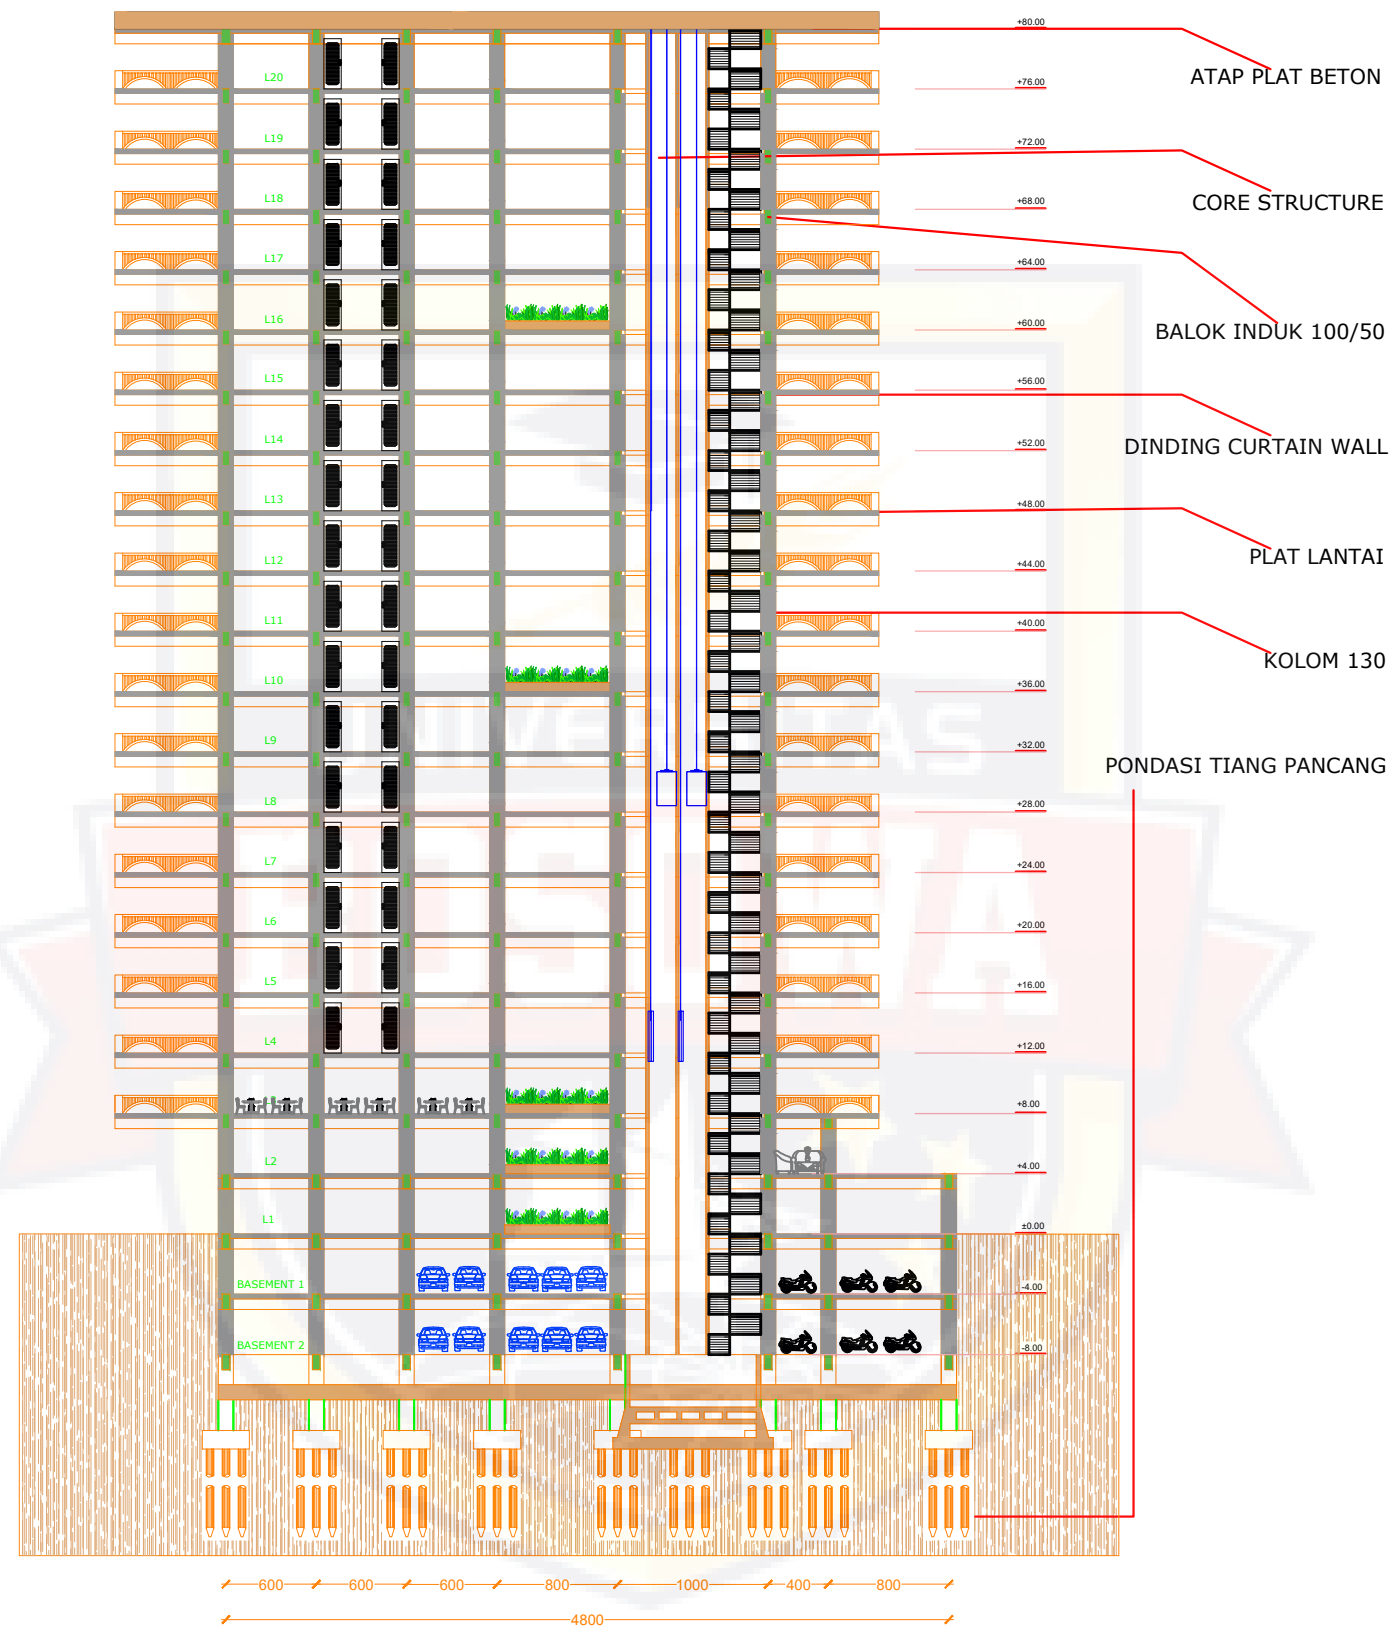 +80.00
ATAP PLAT BETON
L20
+76.00
L19
+72.00
CORE STRUCTURE
L18
+68.00
L17
+64.00
L16
+60.00
BALOK INDUK 100/50
L15
+56.00
L14
+52.00
DINDING CURTAIN WALL
L13
+48.00
L12
+44.00
PLAT LANTAI
L11
+40.00
L10
+36.00
KOLOM 130
L9
+32.00
UNIVERSITAS
PONDASI TIANG PANCANG
L8
+28.00
L7
+24.00
BOSOWA
L6
+20.00
L5
+16.00
L4
+12.00
+8.00
L2
+4.00
L1
±0.00
BASEMENT 1
-4.00
BASEMENT 2
-8.00
600 600 600 800 1000 400 800
4800